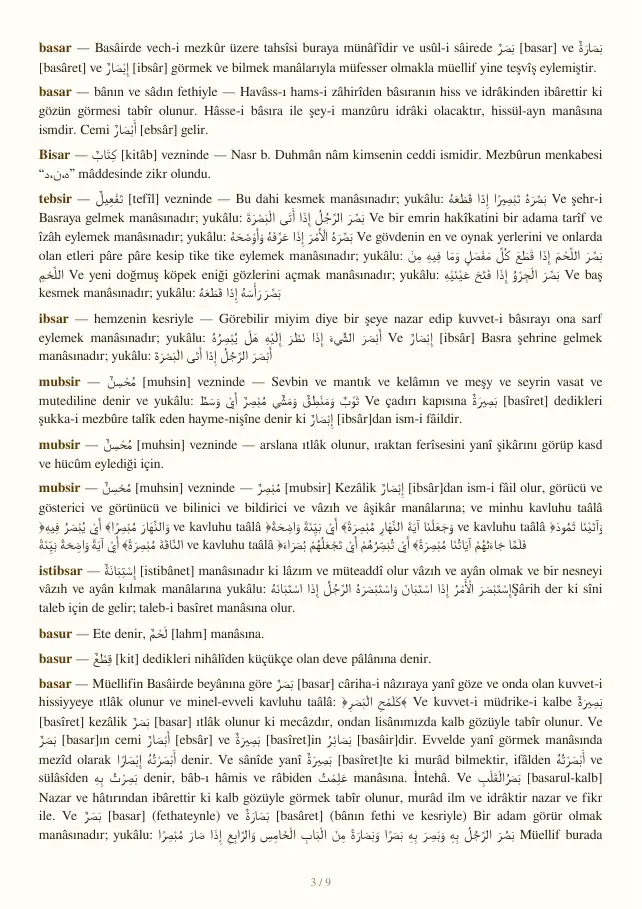 basar — Basâirde vech-i mezkûr üzere tahsîsi buraya münâfîdir ve usûl-i sâirede بَصَرٌ [basar] ve بَصَارَةٌ
[basâret] ve إِبْصَارٌ [ibsâr] görmek ve bilmek manâlarıyla müfesser olmakla müellif yine teşvîş eylemiştir.
basar — bânın ve sâdın fethiyle — Havâss-ı hams-i zâhirîden bâsıranın hiss ve idrâkinden ibârettir ki
gözün görmesi tabîr olunur. Hâsse-i bâsıra ile şey-i manzûru idrâki olacaktır, hissül-ayn manâsına
ismdir. Cemi أَبْصَارٌ [ebsâr] gelir.
Bisar — كِتَابٌ [kitâb] vezninde — Nasr b. Duhmân nâm kimsenin ceddi ismidir. Mezbûrun menkabesi
“د،ه،ن” mâddesinde zikr olundu.
tebsir — تَفْعِيلٌ [tefîl] vezninde — Bu dahi kesmek manâsınadır; yukâlu: بَصَّرَهُ تَبْصِيرًا إِذَا قَطَعَهُ Ve şehr-i
Basraya gelmek manâsınadır; yukâlu: بَصَّرَ الرَّجُلُ إِذَا أَتَى الْبَصْرَةَ Ve bir emrin hakîkatini bir adama tarîf ve
îzâh eylemek manâsınadır; yukâlu: بَصَّرَهُ الْأَمْرَ إِذَا عَرَّفَهُ وَأَوْضَحَهُ Ve gövdenin en ve oynak yerlerini ve onlarda
olan etleri pâre pâre kesip tike tike eylemek manâsınadır; yukâlu: بَصَّرَ اللَّحْمَ إِذَا قَطَعَ كُلَّ مَفْصَلٍ وَمَا فِيهِ مِنَ
اللَّحْمِ Ve yeni doğmuş köpek eniği gözlerini açmak manâsınadır; yukâlu: بَصَّرَ الْجِرْوُ إِذَا فَتَحَ عَيْنَيْهِ Ve baş
kesmek manâsınadır; yukâlu: بَصَّرَ رَأْسَهُ إِذَا قَطَعَهُ
ibsar — hemzenin kesriyle — Görebilir miyim diye bir şeye nazar edip kuvvet-i bâsırayı ona sarf
eylemek manâsınadır; yukâlu: أَبْصَرَ الشَّيْءَ إِذَا نَظَرَ إِلَيْهِ هَلْ يُبْصِرُهُ Ve إِبْصَارٌ [ibsâr] Basra şehrine gelmek
manâsınadır; yukâlu: أَبْصَرَ الرَّجُلُ إِذَا أَتَى الْبَصْرَةَ
mubsir — مُحْسِنٌ [muhsin] vezninde — Sevbin ve mantık ve kelâmın ve meşy ve seyrin vasat ve
mutediline denir ve yukâlu: ثَوْبٌ وَمَنْطِقٌ وَمَشْيٌ مُبْصِرٌ أَيْ وَسَطٌ Ve çadırı kapısına بَصِيرَةٌ [basîret] dedikleri
şukka-i mezbûre talîk eden hayme-nişîne denir ki إِبْصَارٌ [ibsâr]dan ism-i fâildir.
mubsir — مُحْسِنٌ [muhsin] vezninde — arslana ıtlâk olunur, ıraktan ferîsesini yanî şikârını görüp kasd
ve hücûm eylediği için.
mubsir — مُحْسِنٌ [muhsin] vezninde — مُبْصِرٌ [mubsir] Kezâlik إِبْصَارٌ [ibsâr]dan ism-i fâil olur, görücü ve
gösterici ve görünücü ve bilinici ve bildirici ve vâzıh ve âşikâr manâlarına; ve minhu kavluhu taâlâ
﴿وَالنَّهَارَ مُبْصِرًا﴾ أَيْ يُبْصَرُ فِيهِ ve kavluhu taâlâ ﴿وَجَعَلْنَا آيَةَ النَّهَارِ مُبْصِرَةً﴾ أَيْ بَيِّنَةً وَاضِحَةً ve kavluhu taâlâ ﴿وَآتَيْنَا ثَمُودَ
النَّاقَةَ مُبْصِرَةً﴾ أَيْ آيَةً وَاضِحَةً بَيِّنَةً ve kavluhu taâlâ ﴿فَلَمَّا جَاءَتْهُمْ آيَاتُنَا مُبْصِرَةً﴾ أَيْ تُبَصِّرُهُمْ أَيْ تَجْعَلُهُمْ بُصَرَاءَ
istibsar — إِسْتِبَانَةٌ [istibânet] manâsınadır ki lâzım ve müteaddî olur vâzıh ve ayân olmak ve bir nesneyi
vâzıh ve ayân kılmak manâlarına yukâlu: إِسْتَبْصَرَ الْأَمْرُ إِذَا اسْتَبَانَ وَاسْتَبْصَرَهُ الرَّجُلُ إِذَا اسْتَبَانَهُŞârih der ki sîni
taleb için de gelir; taleb-i basîret manâsına olur.
basur — Ete denir, لَحْمٌ [lahm] manâsına.
basur — قِطْعٌ [kit] dedikleri nihâlîden küçükçe olan deve pâlânına denir.
basar — Müellifin Basâirde beyânına göre بَصَرٌ [basar] câriha-i nâzıraya yanî göze ve onda olan kuvvet-i
hissiyyeye ıtlâk olunur ve minel-evveli kavluhu taâlâ: ﴿كَلَمْحِ الْبَصَرِ﴾ Ve kuvvet-i müdrike-i kalbe بَصِيرَةٌ
[basîret] kezâlik بَصَرٌ [basar] ıtlâk olunur ki mecâzdır, ondan lisânımızda kalb gözüyle tabîr olunur. Ve
بَصَرٌ [basar]ın cemi أَبْصَارٌ [ebsâr] ve بَصِيرَةٌ [basîret]in بَصَائِرُ [basâir]dir. Evvelde yanî görmek manâsında
mezîd olarak أَبْصَرْتُهُ إِبْصَارًا denir. Ve sânîde yanî بَصِيرَةٌ [basîret]te ki murâd bilmektir, ifâlden أَبْصَرْتُهُ ve
sülâsîden بَصِرْتُ بِهِ denir, bâb-ı hâmis ve râbiden عَلِمْتُ manâsına. İntehâ. Ve بَصَرُالْقَلْبِ [basarul-kalb]
Nazar ve hâtırından ibârettir ki kalb gözüyle görmek tabîr olunur, murâd ilm ve idrâktir nazar ve fikr
ile. Ve بَصَرٌ [basar] (fethateynle) ve بَصَارَةٌ [basâret] (bânın fethi ve kesriyle) Bir adam görür olmak
manâsınadır; yukâlu: بَصُرَ الرَّجُلُ بِهِ وَبَصِرَ بِهِ بَصَرًا وَبَصَارَةً مِنَ الْبَابِ الْخَامِسِ وَالرَّابِعِ إِذَا صَارَ مُبْصِرًا Müellif burada
3 / 9